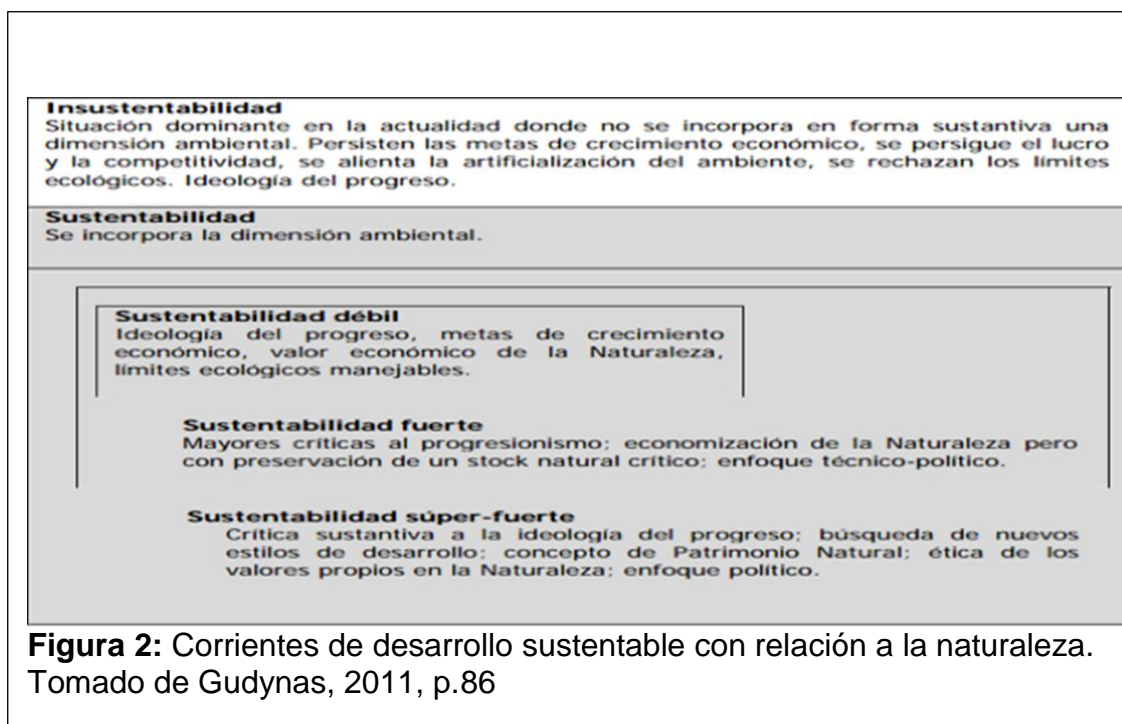 Insustentabilidad
Situación dominante en la actualidad donde no se incorpora en forma sustantiva una
dimensión ambiental. Persisten las metas de crecimiento económico, se persigue el lucro
y la competitividad, se alienta la artificialización del ambiente, se rechazan los límites
ecológicos. Ideología del progreso.
Sustentabilidad
Se incorpora la dimensión ambiental.
Sustentabilidad débil
Ideología del progreso, metas de crecimiento
económico, valor económico de la Naturaleza,
límites ecológicos manejables.
Sustentabilidad fuerte
Mayores críticas al progresionismo; economización de la Naturaleza pero
con preservación de un stock natural crítico; enfoque técnico-político.
Sustentabilidad súper-fuerte
Crítica sustantiva a la ideología del progreso; búsqueda de nuevos
estilos de desarrollo; concepto de Patrimonio Natural; ética de los
valores propios en la Naturaleza; enfoque político.
Figura 2: Corrientes de desarrollo sustentable con relación a la naturaleza.
Tomado de Gudynas, 2011, p.86